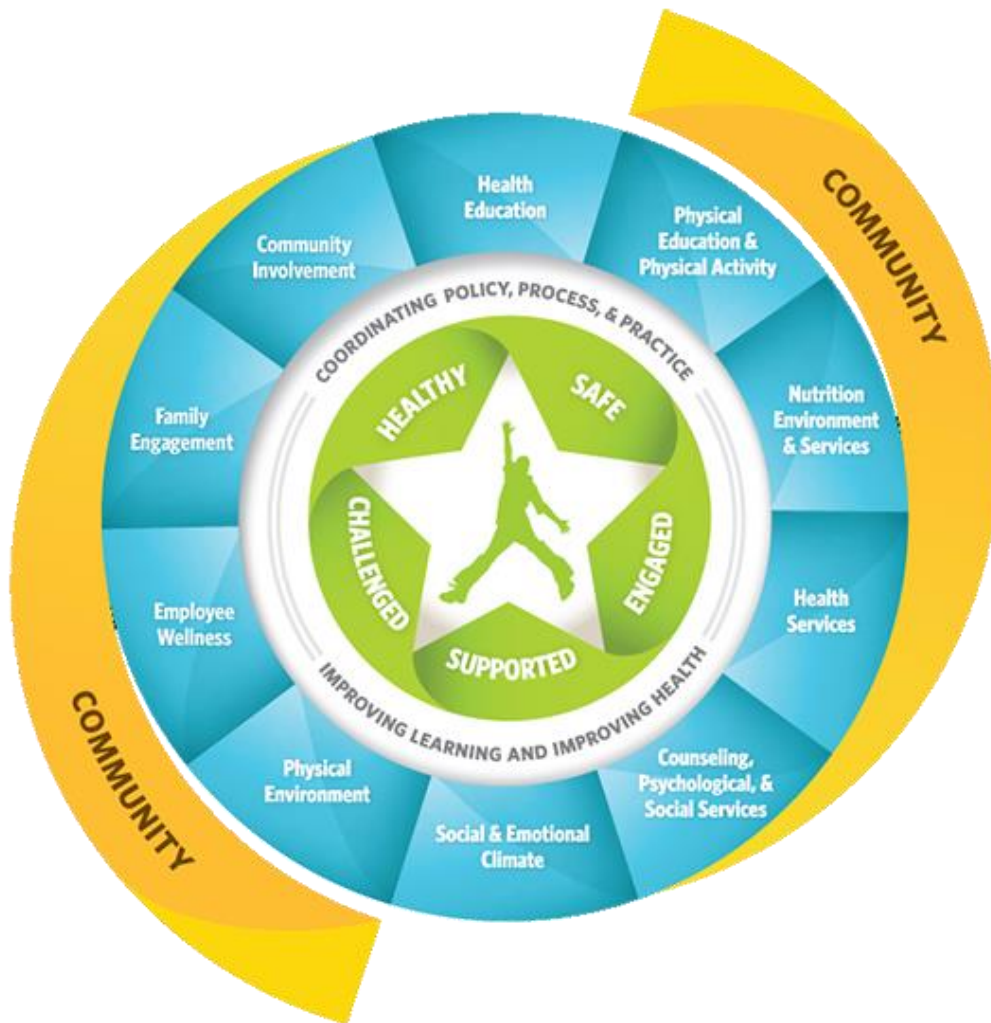 COMMUNITY
Health
Education
Physical
Education &
Physical Activity
Nutrition
Environment
& Services
Health
Services
Counseling,
Psychological, &
Social Services
Social & Emotional
Climate
Physical
Environment
Employee
Wellness
Family
Engagement
Community
Involvement
COORDINATING POLICY, PROCESS, & PRACTICE
IMPROVING LEARNING AND IMPROVING HEALTH
HEALTHY
SAFE
ENGAGED
SUPPORTED
CHALLENGED
COMMUNITY